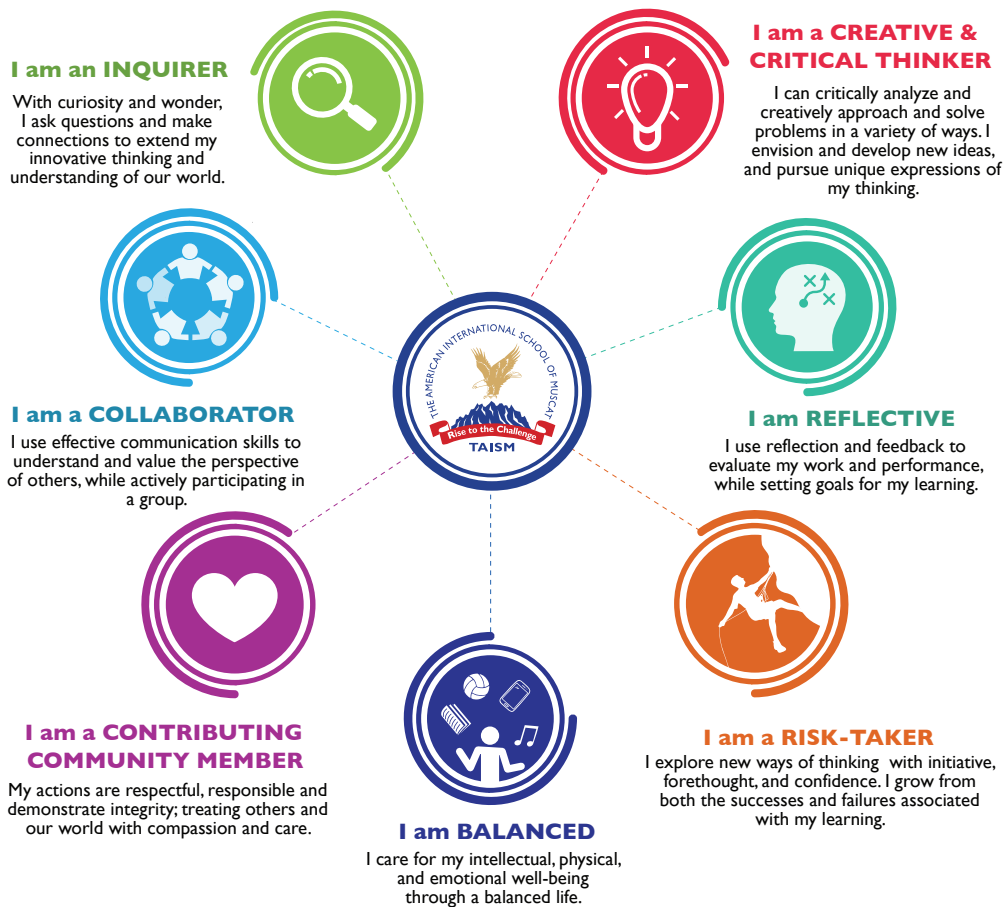 I am an INQUIRER
With curiosity and wonder,
I ask questions and make
connections to extend my
innovative thinking and
understanding of our world.
I am a CREATIVE &
CRITICAL THINKER
I can critically analyze and
creatively approach and solve
problems in a variety of ways. I
envision and develop new ideas,
and pursue unique expressions of
my thinking.
I am a COLLABORATOR
I use effective communication skills to
understand and value the perspective
of others, while actively participating in
a group.
THE AMERICAN INTERNATIONAL SCHOOL OF MUSCAT
Rise to the Challenge
TAISM
I am REFLECTIVE
I use reflection and feedback to
evaluate my work and performance,
while setting goals for my learning.
I am a CONTRIBUTING
COMMUNITY MEMBER
My actions are respectful, responsible and
demonstrate integrity; treating others and
our world with compassion and care.
I am BALANCED
I care for my intellectual, physical,
and emotional well-being
through a balanced life.
I am a RISK-TAKER
I explore new ways of thinking  with initiative,
forethought, and confidence. I grow from
both the successes and failures associated
with my learning.